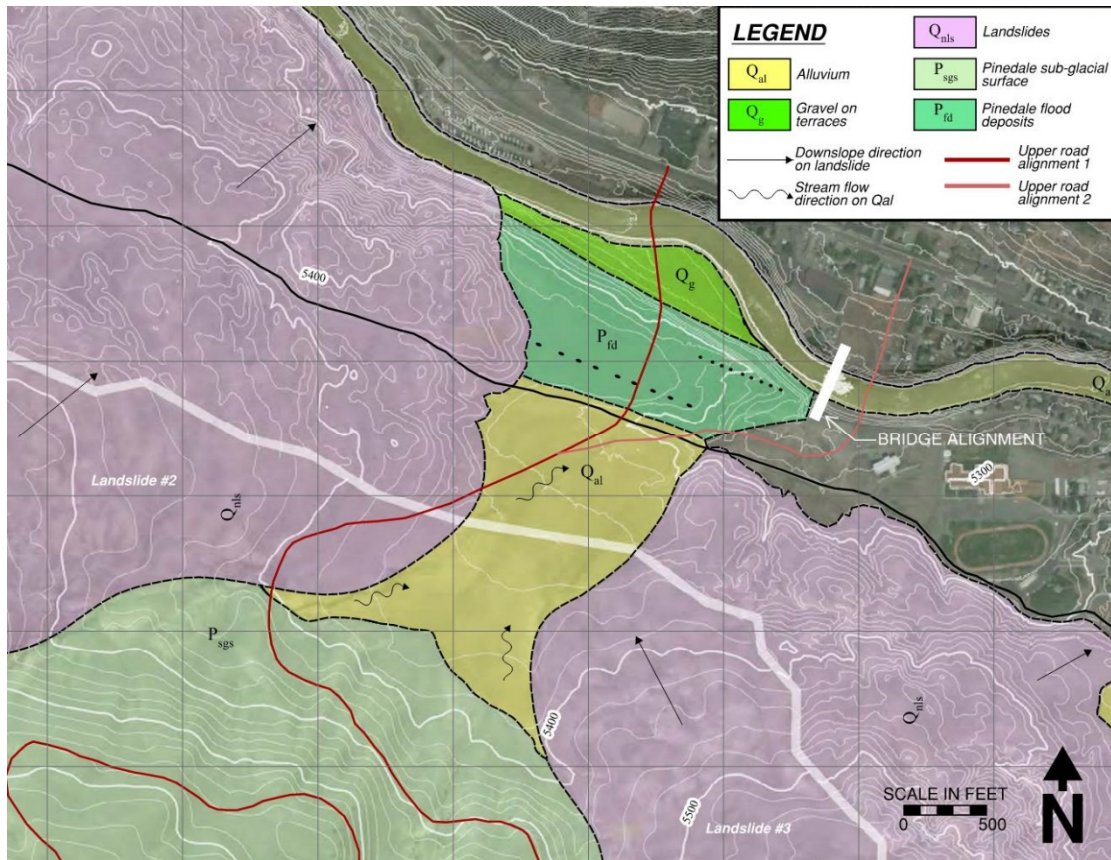 LEGEND
Qal Alluvium
Qg Gravel on
terraces
Qnls Landslides
Psgs Pinedale sub-glacial
surface
Pfd Pinedale flood
deposits
Downslope direction
on landslide
Stream flow
direction on Qal
Upper road
alignment 1
Upper road
alignment 2
5400
Qg
Pfd
BRIDGE ALIGNMENT
Landslide #2
Qnls
Qal
5300
Psgs
5400
Qnls
5500
Landslide #3
SCALE IN FEET
0 500
N